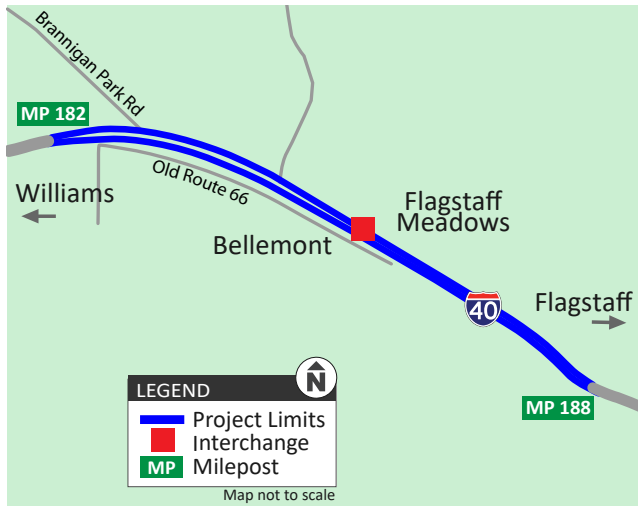 Brannigan Park Rd
MP 182
Old Route 66
Williams
Flagstaff
Meadows
Bellemont
40
Flagstaff
MP 188
N
LEGEND
Project Limits
Interchange
MP Milepost
Map not to scale